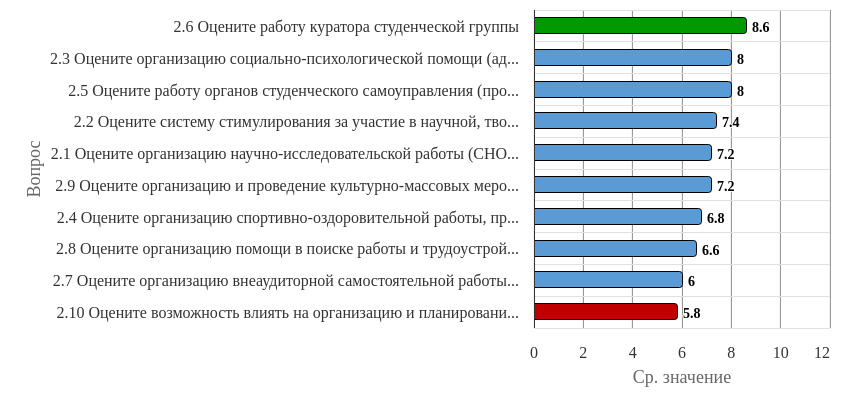 2.6 Оцените работу куратора студенческой группы 8.6
2.3 Оцените организацию социально-психологической помощи (ад... 8
2.5 Оцените работу органов студенческого самоуправления (про... 8
2.2 Оцените систему стимулирования за участие в научной, тво... 7.4
2.1 Оцените организацию научно-исследовательской работы (СНО... 7.2
2.9 Оцените организацию и проведение культурно-массовых меро... 7.2
2.4 Оцените организацию спортивно-оздоровительной работы, пр... 6.8
2.8 Оцените организацию помощи в поиске работы и трудоустрой... 6.6
2.7 Оцените организацию внеаудиторной самостоятельной работы... 6
2.10 Оцените возможность влиять на организацию и планировани... 5.8
Вопрос
0 2 4 6 8 10 12
Ср. значение